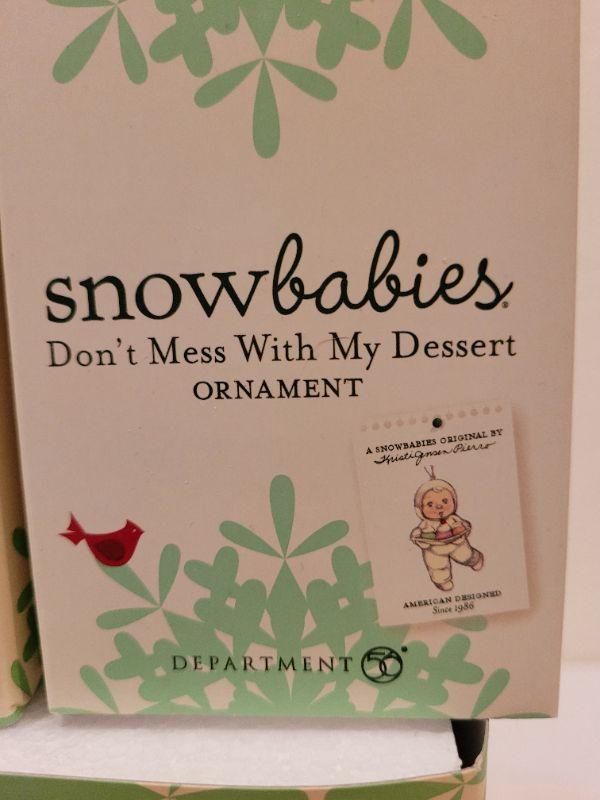 snowbabies®
Don't Mess With My Dessert
ORNAMENT
A SNOWBABIES ORIGINAL BY
Kristi Jensen Pierro
AMERICAN DESIGNED
Since 1986
DEPARTMENT 56®